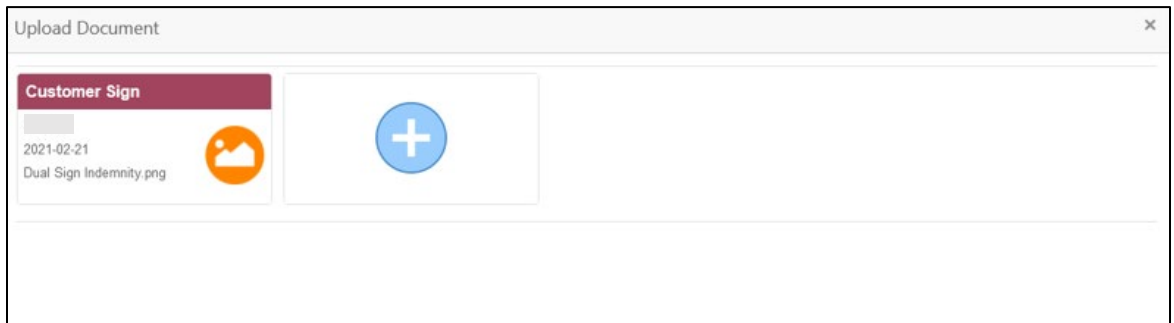 Upload Document
×
Customer Sign
2021-02-21
Dual Sign Indemnity.png